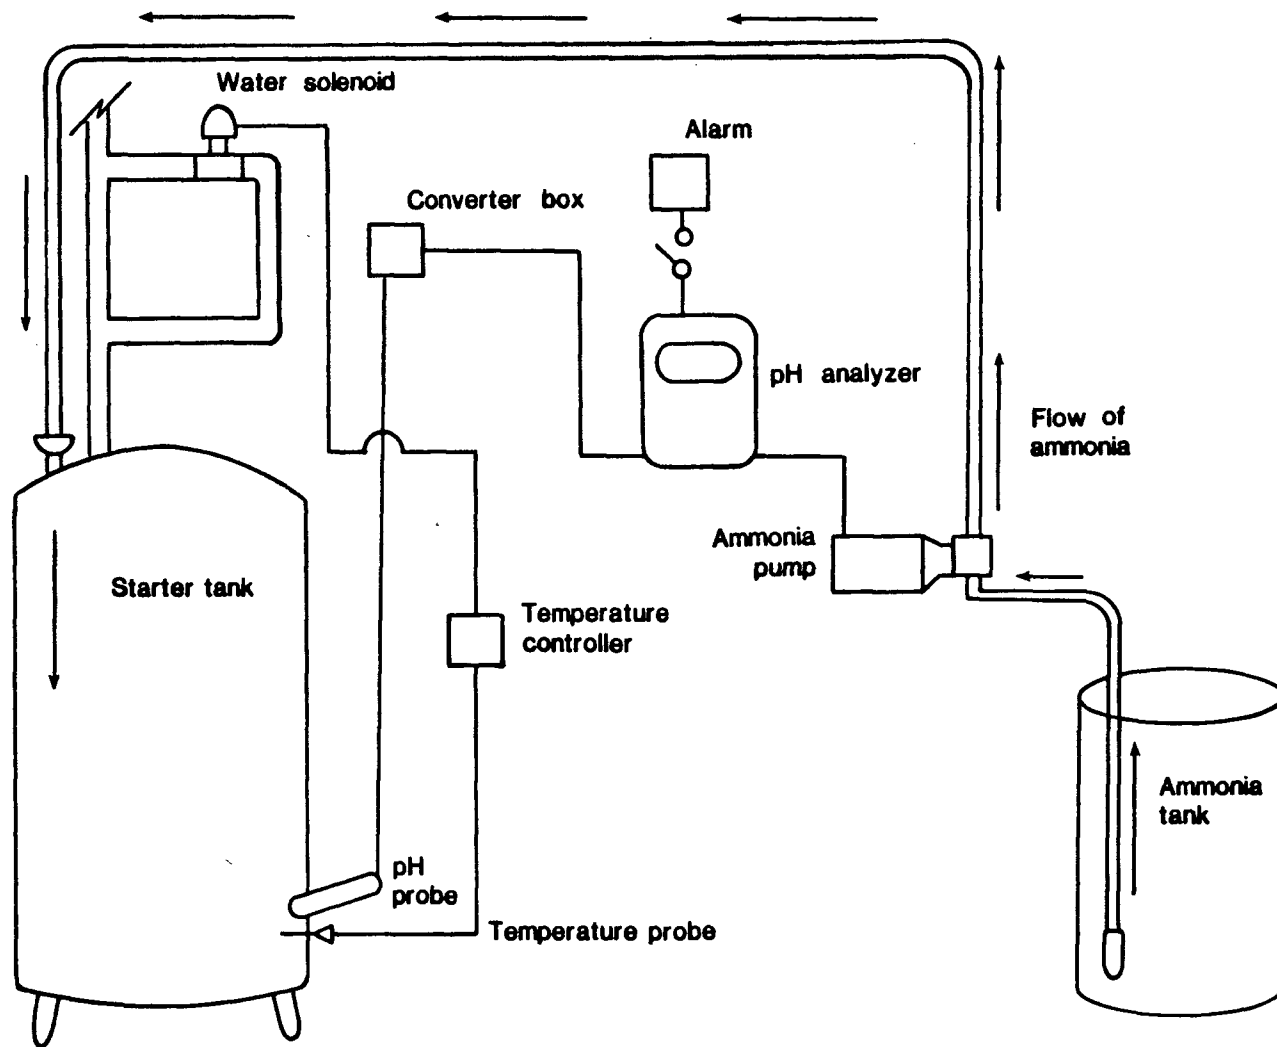 Water solenoid
Alarm
Converter box
pH analyzer
Flow of
ammonia
Ammonia
pump
Starter tank
Temperature
controller
Ammonia
tank
pH
probe
Temperature probe